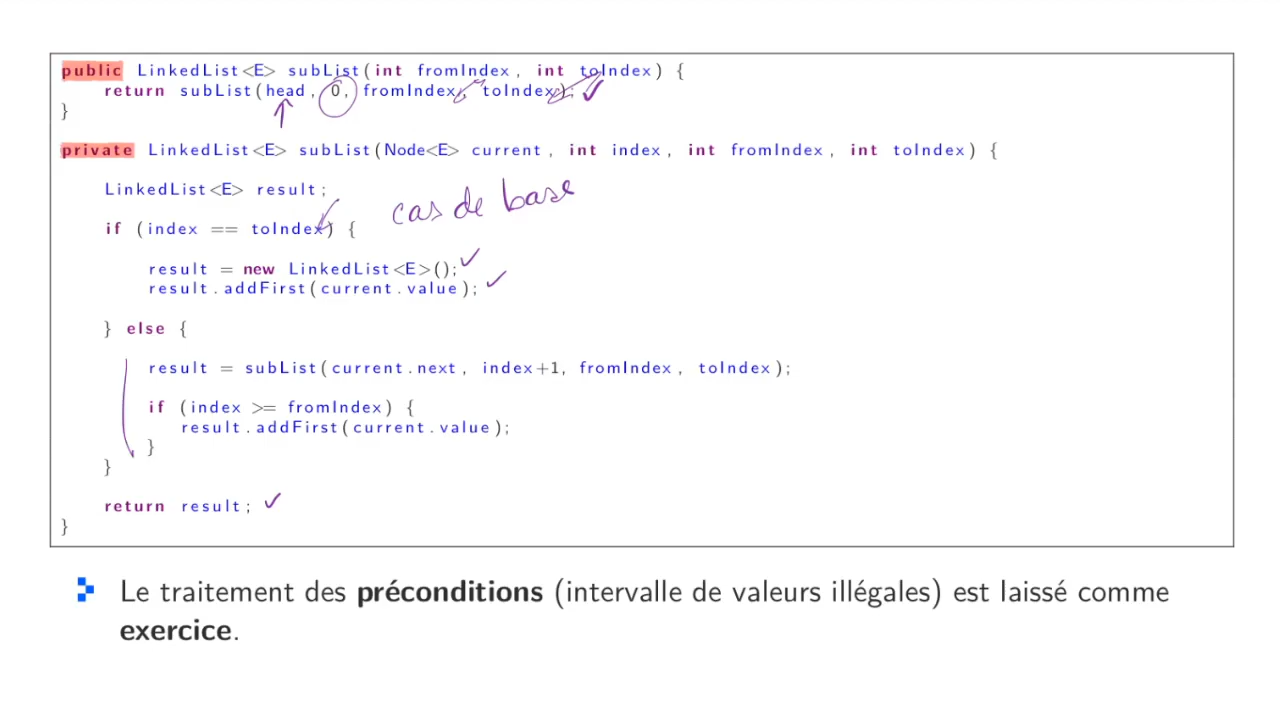 public LinkedList<E> subList(int fromIndex, int toIndex) {
return subList(head, 0, fromIndex, toIndex);
}
private LinkedList<E> subList(Node<E> current, int index, int fromIndex, int toIndex) {
LinkedList<E> result;
cas de base
if (index == toIndex) {
result = new LinkedList<E>();
result.addFirst(current.value);
} else {
result = subList(current.next, index+1, fromIndex, toIndex);
if (index >= fromIndex) {
result.addFirst(current.value);
}
}
return result;
}
Le traitement des préconditions (intervalle de valeurs illégales) est laissé comme
exercice.